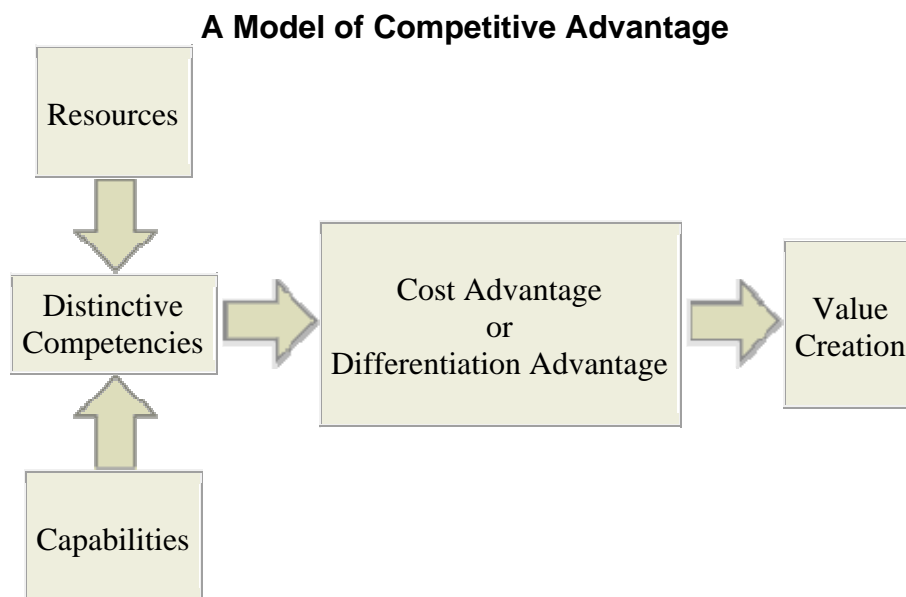 A Model of Competitive Advantage
Resources
Distinctive
Competencies
Cost Advantage
or
Differentiation Advantage
Value
Creation
Capabilities